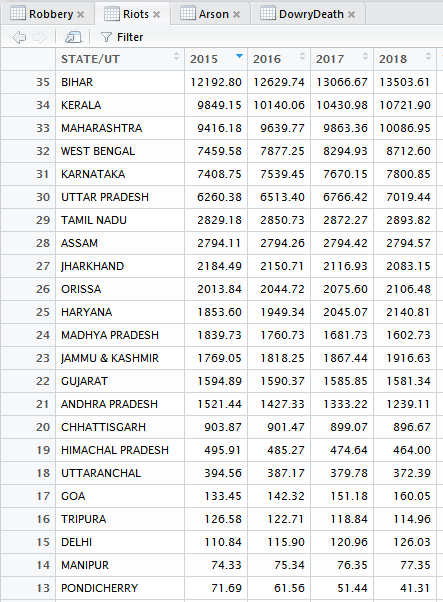 Robbery × Riots × Arson × DowryDeath ×
Filter
STATE/UT 2015 2016 2017 2018
35 BIHAR 12192.80 12629.74 13066.67 13503.61
34 KERALA 9849.15 10140.06 10430.98 10721.90
33 MAHARASHTRA 9416.18 9639.77 9863.36 10086.95
32 WEST BENGAL 7459.58 7877.25 8294.93 8712.60
31 KARNATAKA 7408.75 7539.45 7670.15 7800.85
30 UTTAR PRADESH 6260.38 6513.40 6766.42 7019.44
29 TAMIL NADU 2829.18 2850.73 2872.27 2893.82
28 ASSAM 2794.11 2794.26 2794.42 2794.57
27 JHARKHAND 2184.49 2150.71 2116.93 2083.15
26 ORISSA 2013.84 2044.72 2075.60 2106.48
25 HARYANA 1853.60 1949.34 2045.07 2140.81
24 MADHYA PRADESH 1839.73 1760.73 1681.73 1602.73
23 JAMMU & KASHMIR 1769.05 1818.25 1867.44 1916.63
22 GUJARAT 1594.89 1590.37 1585.85 1581.34
21 ANDHRA PRADESH 1521.44 1427.33 1333.22 1239.11
20 CHHATTISGARH 903.87 901.47 899.07 896.67
19 HIMACHAL PRADESH 495.91 485.27 474.64 464.00
18 UTTARANCHAL 394.56 387.17 379.78 372.39
17 GOA 133.45 142.32 151.18 160.05
16 TRIPURA 126.58 122.71 118.84 114.96
15 DELHI 110.84 115.90 120.96 126.03
14 MANIPUR 74.33 75.34 76.35 77.35
13 PONDICHERRY 71.69 61.56 51.44 41.31